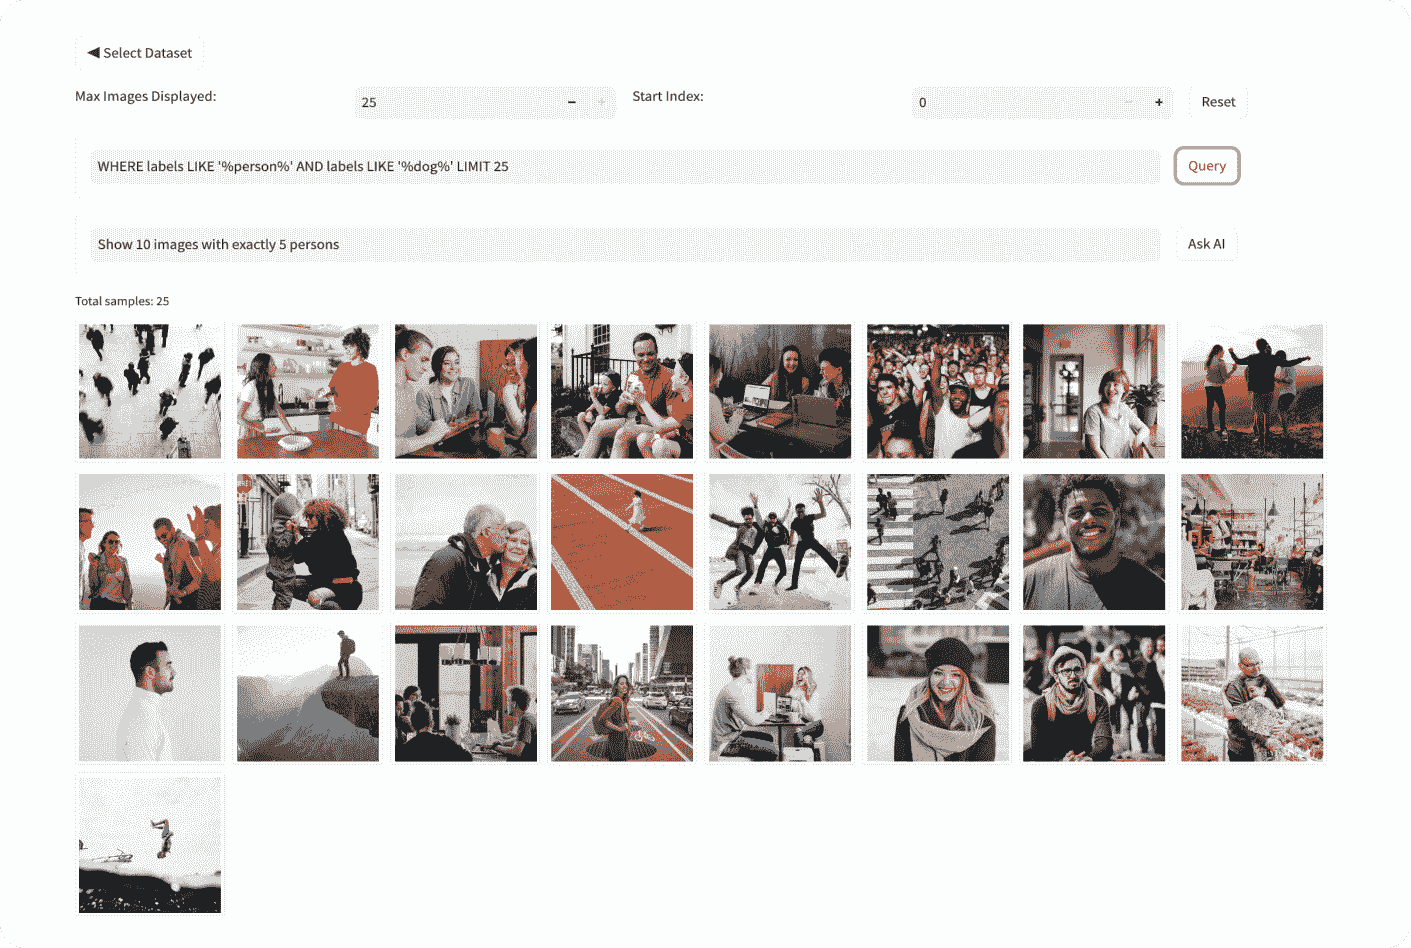 ◀ Select Dataset
Max Images Displayed: 25 − + Start Index: 0 − + Reset
WHERE labels LIKE '%person%' AND labels LIKE '%dog%' LIMIT 25 Query
Show 10 images with exactly 5 persons Ask AI
Total samples: 25